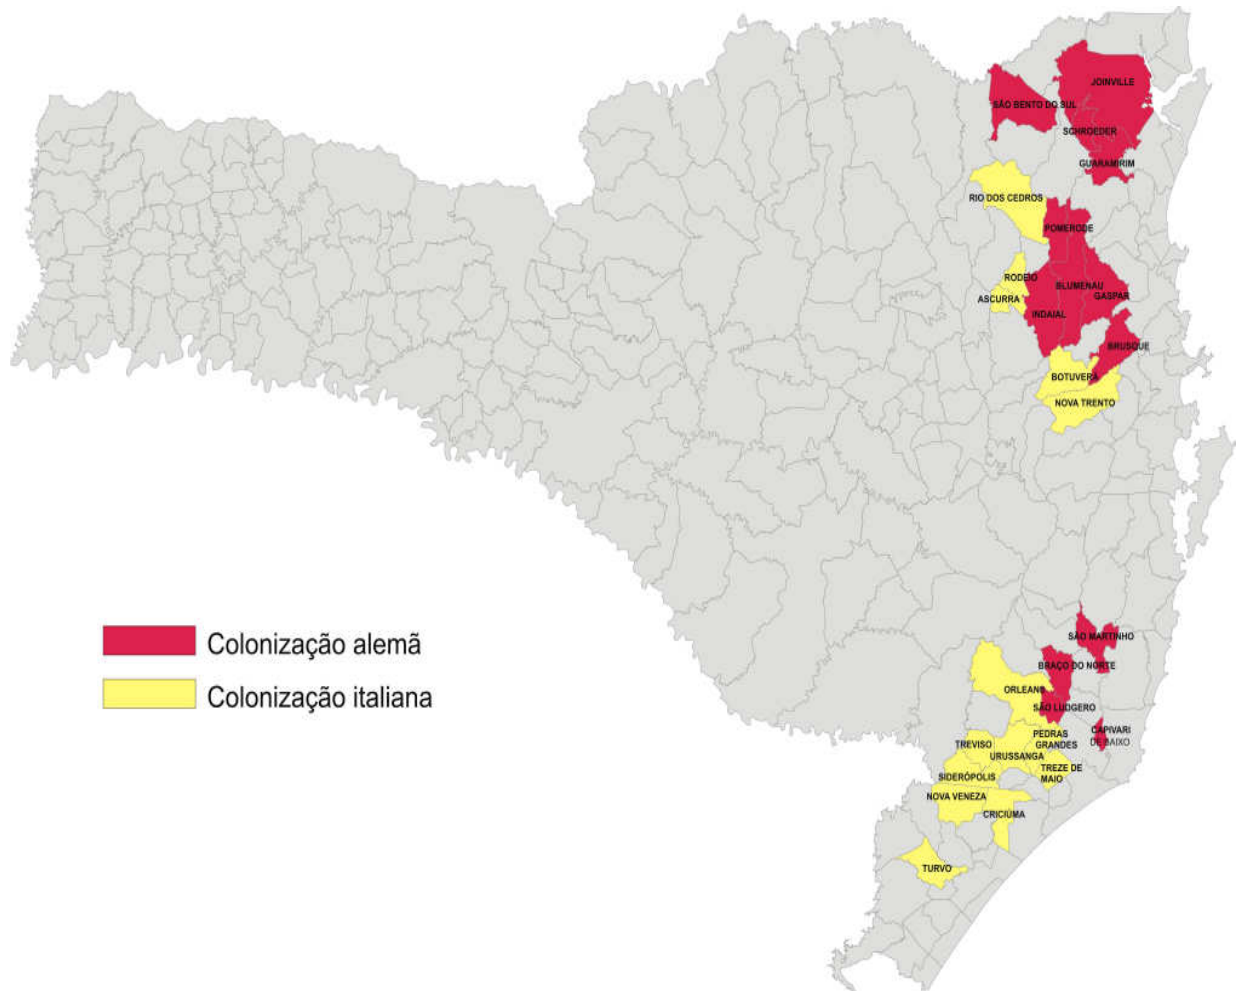 JOINVILLE
SÃO BENTO DO SUL
SCHROEDER
GUARAMIRIM
RIO DOS CEDROS
POMERODE
RODEIO
BLUMENAU
ASCURRA
GASPAR
INDAIAL
BRUSQUE
BOTUVERÁ
NOVA TRENTO
SÃO MARTINHO
BRAÇO DO NORTE
ORLEANS
SÃO LUDGERO
CAPIVARI
DE BAIXO
PEDRAS
GRANDES
TREVISO
URUSSANGA
TREZE DE
MAIO
SIDERÓPOLIS
NOVA VENEZA
CRICIÚMA
TURVO
Colonização alemã
Colonização italiana